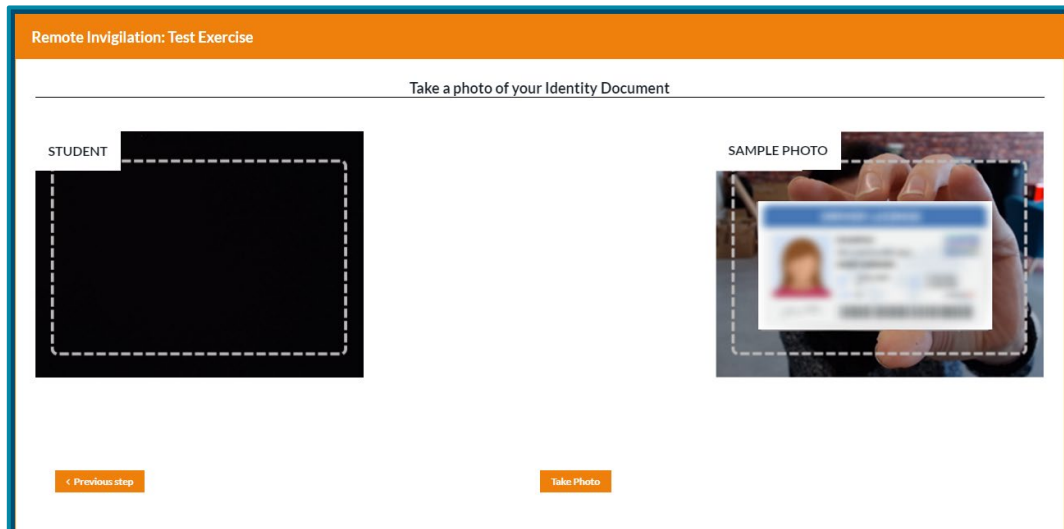 Remote Invigilation: Test Exercise
Take a photo of your Identity Document
STUDENT
SAMPLE PHOTO
< Previous step
Take Photo